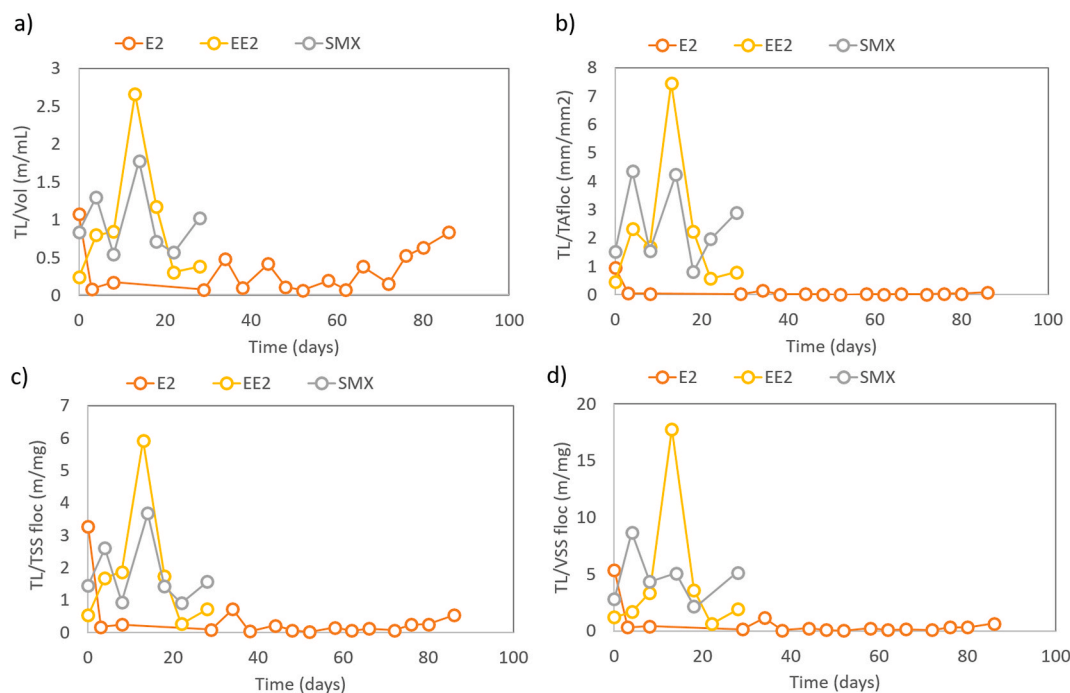 a)
E2 EE2 SMX
3
2.5
2
1.5
1
0.5
0
TL/Vol (m/mL)
0 20 40 60 80 100
Time (days)
b)
E2 EE2 SMX
8
7
6
5
4
3
2
1
0
TL/TAfloc (mm/mm2)
0 20 40 60 80 100
Time (days)
c)
E2 EE2 SMX
7
6
5
4
3
2
1
0
TL/TSS floc (m/mg)
0 20 40 60 80 100
Time (days)
d)
E2 EE2 SMX
20
15
10
5
0
TL/VSS floc (m/mg)
0 20 40 60 80 100
Time (days)